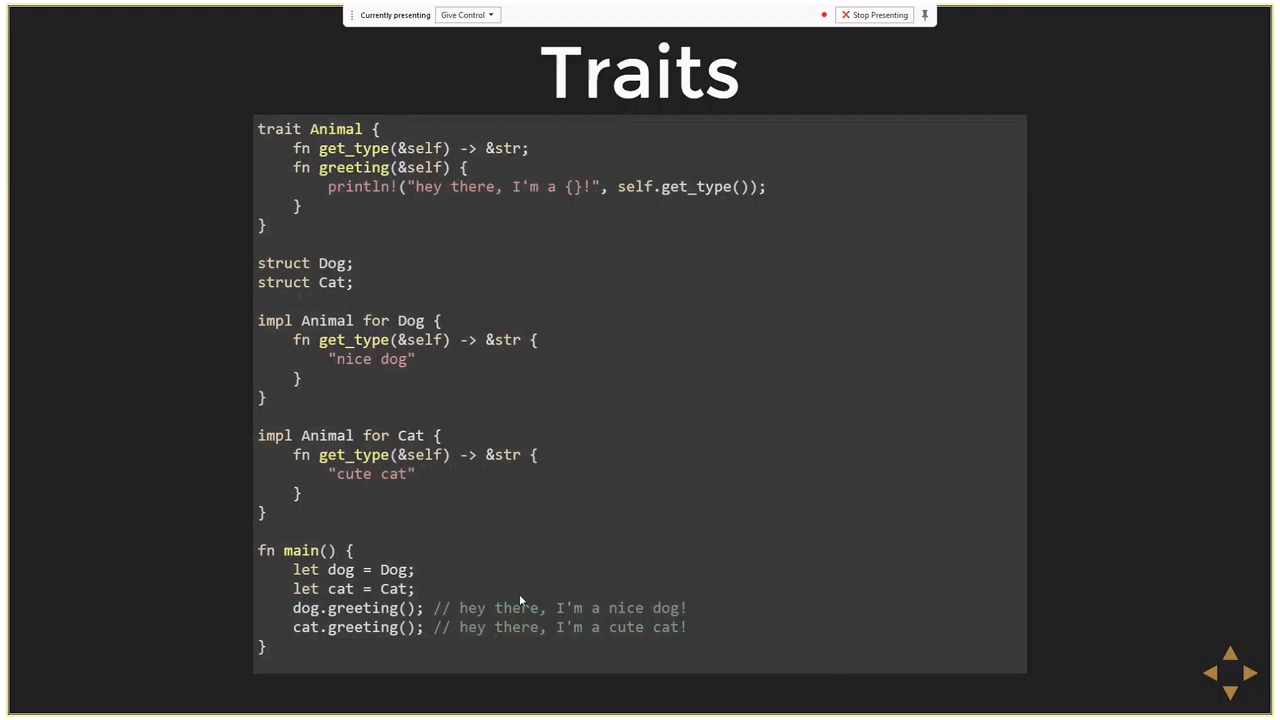 Currently presenting Give Control Stop Presenting
Traits
trait Animal {
    fn get_type(&self) -> &str;
    fn greeting(&self) {
        println!("hey there, I'm a {}!", self.get_type());
    }
}
struct Dog;
struct Cat;
impl Animal for Dog {
    fn get_type(&self) -> &str {
        "nice dog"
    }
}
impl Animal for Cat {
    fn get_type(&self) -> &str {
        "cute cat"
    }
}
fn main() {
    let dog = Dog;
    let cat = Cat;
    dog.greeting(); // hey there, I'm a nice dog!
    cat.greeting(); // hey there, I'm a cute cat!
}